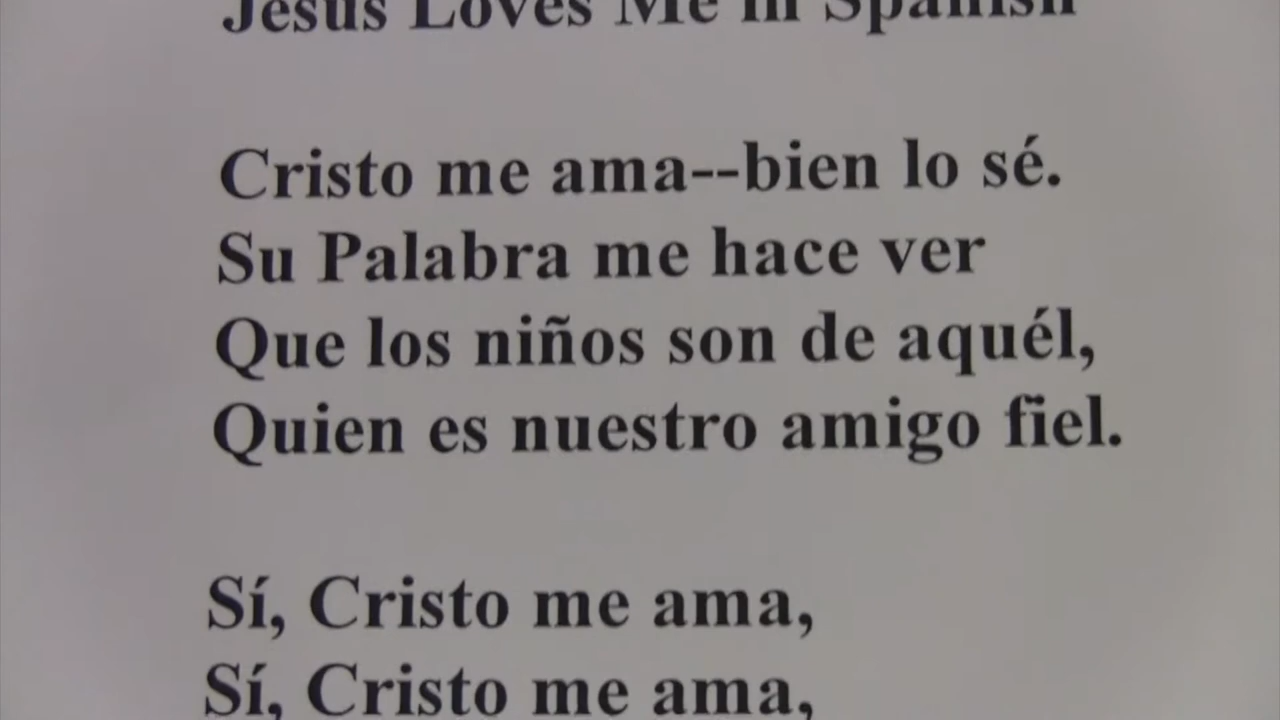 Jesus Loves Me in Spanish
Cristo me ama--bien lo sé.
Su Palabra me hace ver
Que los niños son de aquél,
Quien es nuestro amigo fiel.
Sí, Cristo me ama,
Sí, Cristo me ama,